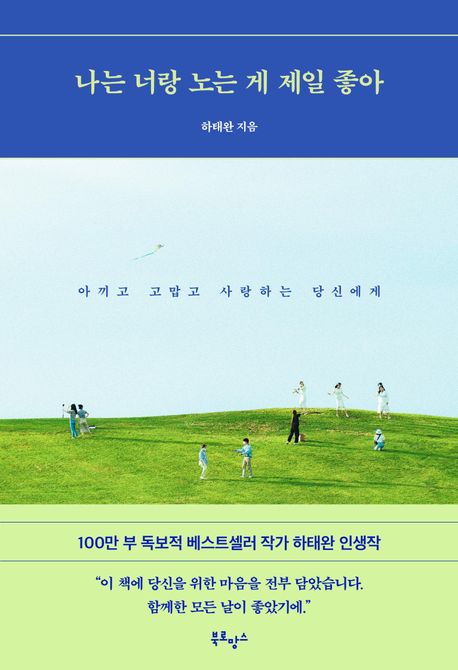 나는 너랑 노는 게 제일 좋아
하태완 지음
아끼고 고맙고 사랑하는 당신에게
100만 부 독보적 베스트셀러 작가 하태완 인생작
“이 책에 당신을 위한 마음을 전부 담았습니다.
함께한 모든 날이 좋았기에.”
북로망스